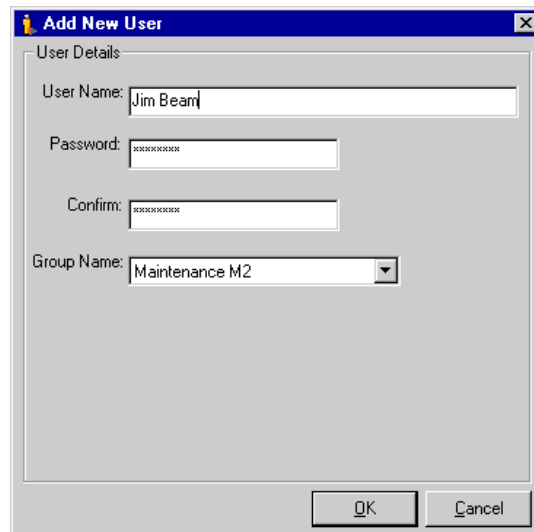 Add New User
User Details
User Name: Jim Beam
Password: ********
Confirm: ********
Group Name: Maintenance M2
OK Cancel